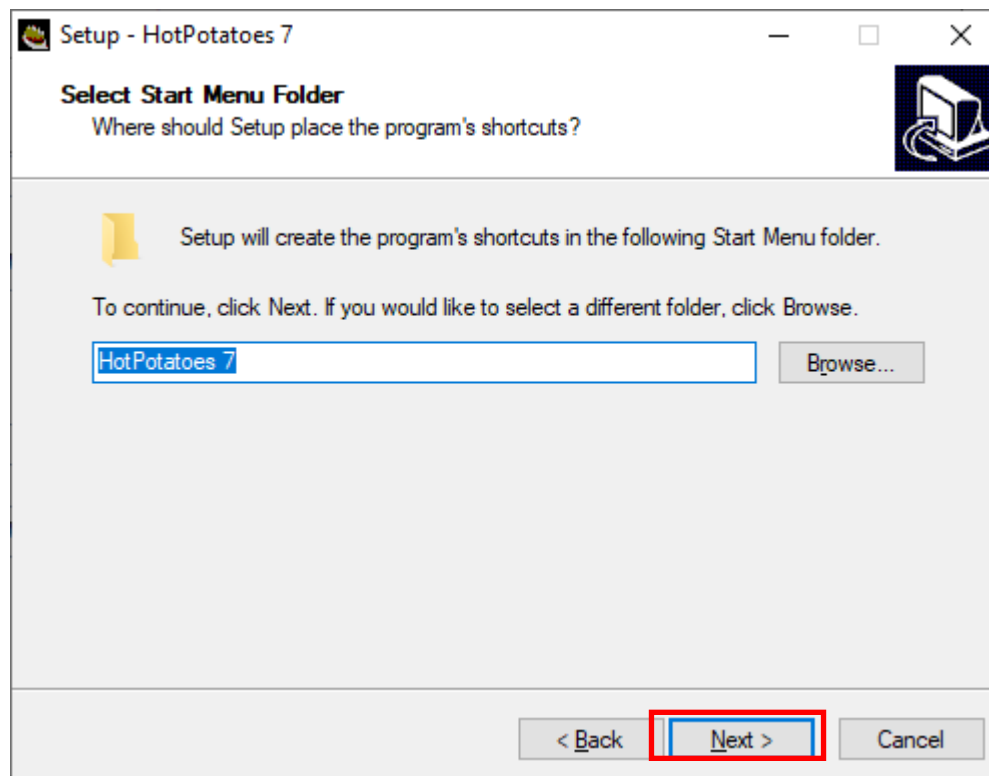 Setup - HotPotatoes 7
Select Start Menu Folder
Where should Setup place the program's shortcuts?
Setup will create the program's shortcuts in the following Start Menu folder.
To continue, click Next. If you would like to select a different folder, click Browse.
HotPotatoes 7
Browse...
< Back
Next >
Cancel